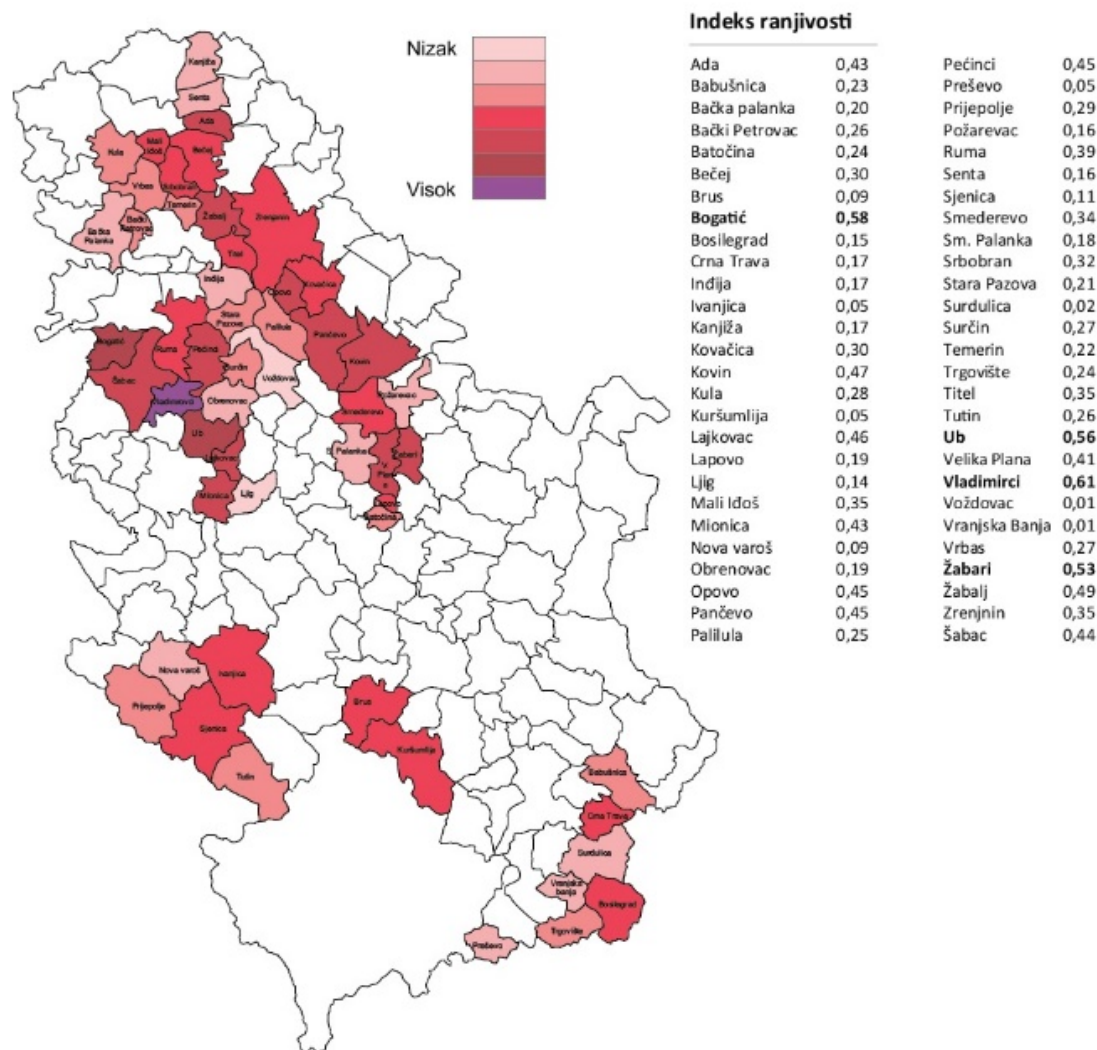 Indeks ranjivosti
Nizak
Visok
Ada 0,43
Babušnica 0,23
Bačka palanka 0,20
Bački Petrovac 0,26
Batočina 0,24
Bečej 0,30
Brus 0,09
Bogatić 0,58
Bosilegrad 0,15
Crna Trava 0,17
Inđija 0,17
Ivanjica 0,05
Kanjiža 0,17
Kovačica 0,30
Kovin 0,47
Kula 0,28
Kuršumlija 0,05
Lajkovac 0,46
Lapovo 0,19
Ljig 0,14
Mali Iđoš 0,35
Mionica 0,43
Nova varoš 0,09
Obrenovac 0,19
Opovo 0,45
Pančevo 0,45
Palilula 0,25
Pećinci 0,45
Preševo 0,05
Prijepolje 0,29
Požarevac 0,16
Ruma 0,39
Senta 0,16
Sjenica 0,11
Smederevo 0,34
Sm. Palanka 0,18
Srbobran 0,32
Stara Pazova 0,21
Surdulica 0,02
Surčin 0,27
Temerin 0,22
Trgovište 0,24
Titel 0,35
Tutin 0,26
Ub 0,56
Velika Plana 0,41
Vladimirci 0,61
Voždovac 0,01
Vranjska Banja 0,01
Vrbas 0,27
Žabari 0,53
Žabalj 0,49
Zrenjnin 0,35
Šabac 0,44
Kanjiža
Senta
Ada
Mali
Iđoš
Bečej
Kula
Vrbas
Srbobran
Temerin
Žabalj
Zrenjanin
Bački
Petrovac
Bačka
Palanka
Titel
Inđija
Opovo
Kovačica
Stara
Pazova
Palilula
Pančevo
Kovin
Bogatić
Ruma
Surčin
Voždovac
Šabac
Obrenovac
Smederevo
Požarevac
Ub
Lajkovac
Palanka
Žabari
Mionica
Ljig
Lapovo
Batočina
Nova varoš
Ivanjica
Prijepolje
Sjenica
Tutin
Brus
Kuršumlija
Babušnica
Crna Trava
Surdulica
Vranjska
banja
Bosilegrad
Trgovište
Preševo